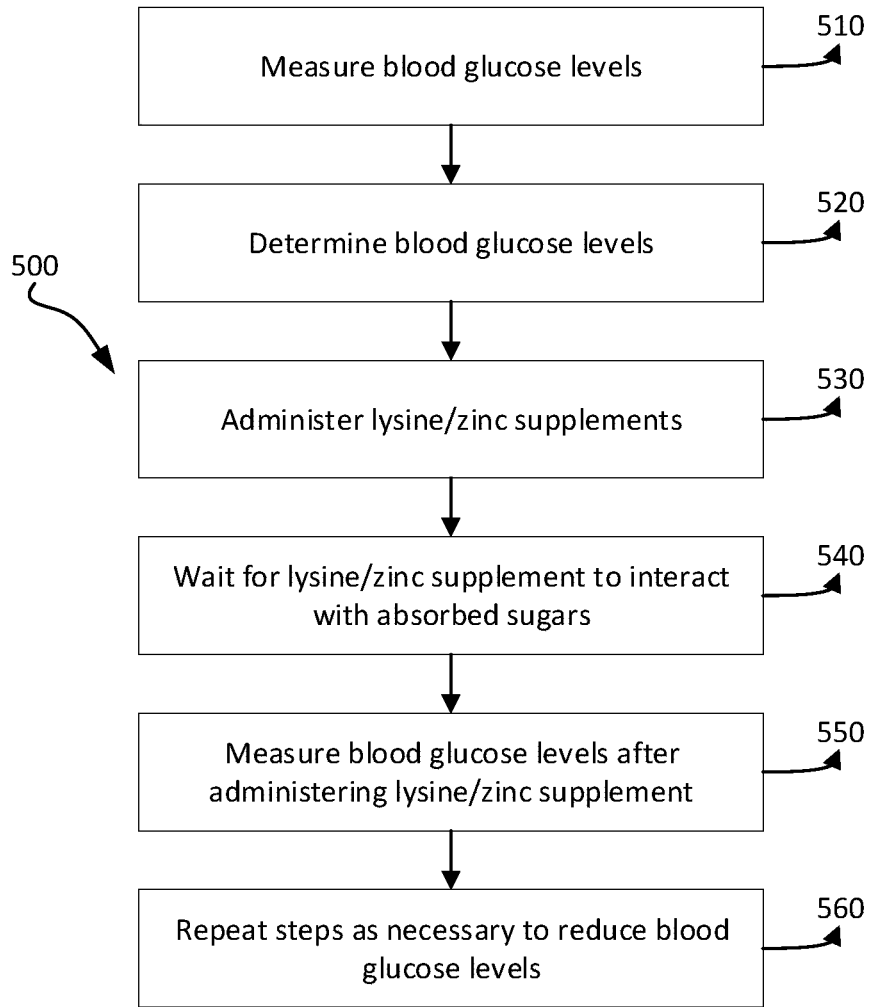 510
Measure blood glucose levels
520
Determine blood glucose levels
500
530
Administer lysine/zinc supplements
540
Wait for lysine/zinc supplement to interact
with absorbed sugars
550
Measure blood glucose levels after
administering lysine/zinc supplement
560
Repeat steps as necessary to reduce blood
glucose levels